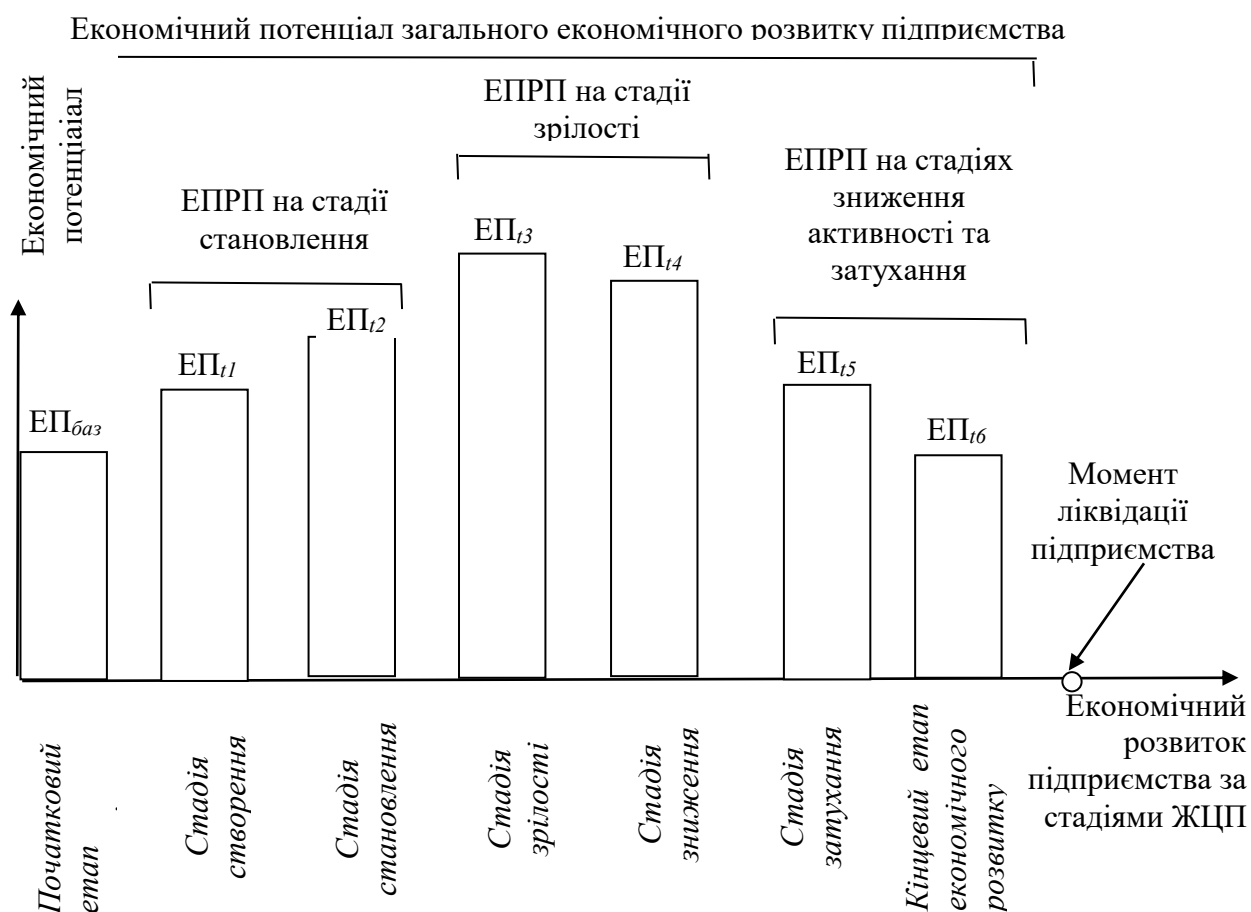 Економічний потенціал загального економічного розвитку підприємства
Економічний
потенціаіал
ЕПРП на стадії
зрілості
ЕПРП на стадії
становлення
ЕПРП на стадіях
зниження
активності та
затухання
ЕПбаз
ЕПt1
ЕПt2
ЕПt3
ЕПt4
ЕПt5
ЕПt6
Момент
ліквідації
підприємства
Початковий
етап
Стадія
створення
Стадія
становлення
Стадія
зрілості
Стадія
зниження
Стадія
затухання
Кінцевий етап
економічного
розвитку
Економічний
розвиток
підприємства за
стадіями ЖЦП